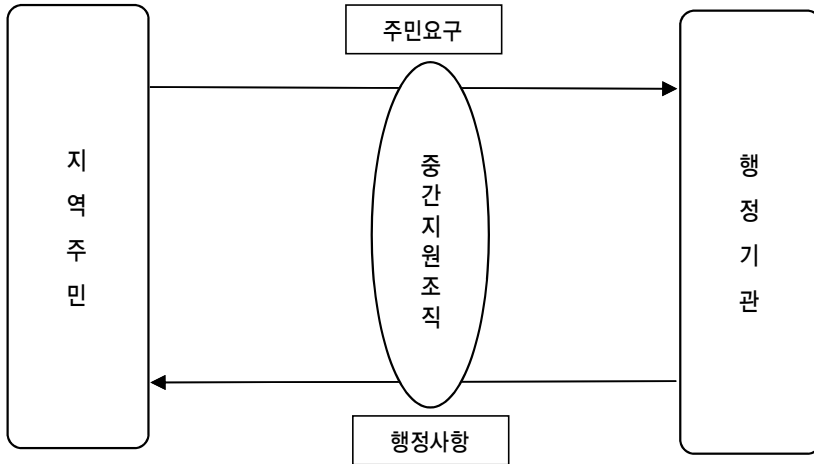 주민요구
지역주민
중간지원조직
행정기관
행정사항